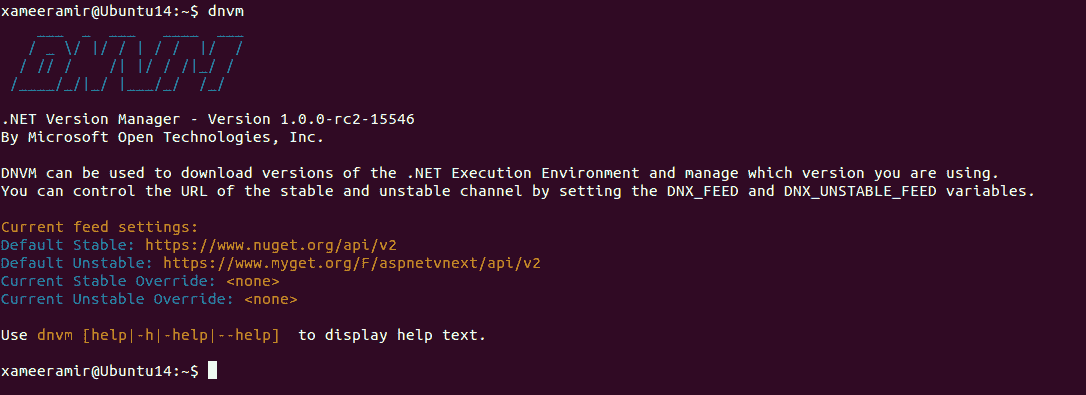 xameeramir@Ubuntu14:~$ dnvm
    ___  _  ___   ____  ___
   / _ \/ |/ / | / /  |/  /
  / // /    /| |/ / /|_/ /
 /____/_/|_/ |___/_/  /_/
.NET Version Manager - Version 1.0.0-rc2-15546
By Microsoft Open Technologies, Inc.
DNVM can be used to download versions of the .NET Execution Environment and manage which version you are using.
You can control the URL of the stable and unstable channel by setting the DNX_FEED and DNX_UNSTABLE_FEED variables.
Current feed settings:
Default Stable: https://www.nuget.org/api/v2
Default Unstable: https://www.myget.org/F/aspnetvnext/api/v2
Current Stable Override: <none>
Current Unstable Override: <none>
Use dnvm [help|-h|-help|--help]  to display help text.
xameeramir@Ubuntu14:~$